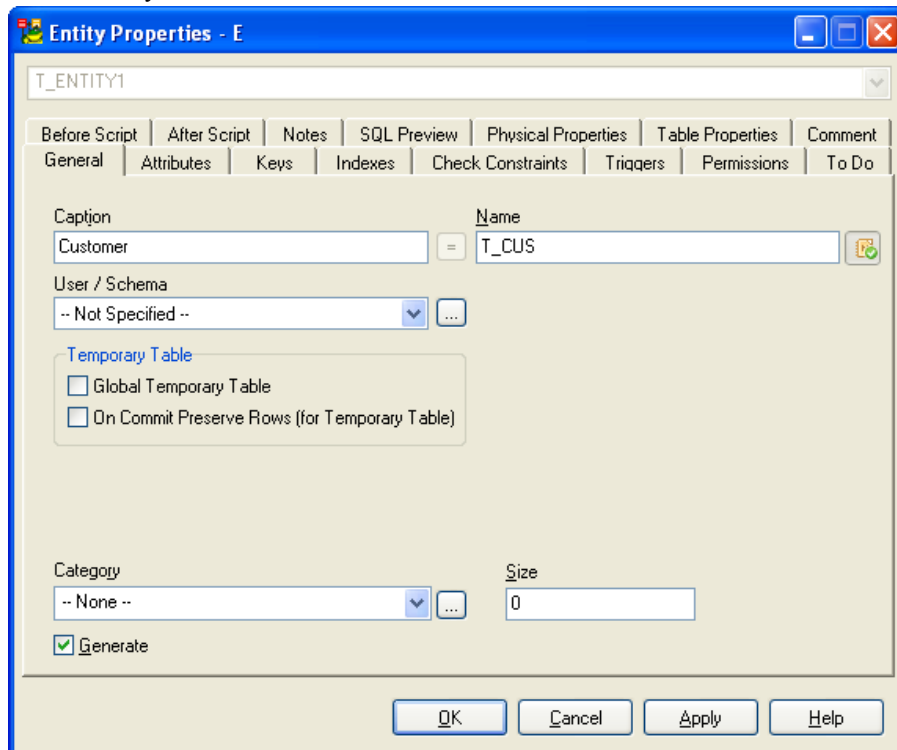 Entity Properties - E
T_ENTITY1
Before Script After Script Notes SQL Preview Physical Properties Table Properties Comment
General Attributes Keys Indexes Check Constraints Triggers Permissions To Do
Caption Name
Customer = T_CUS
User / Schema
-- Not Specified -- ...
Temporary Table
Global Temporary Table
On Commit Preserve Rows (for Temporary Table)
Category Size
-- None -- ... 0
Generate
OK Cancel Apply Help